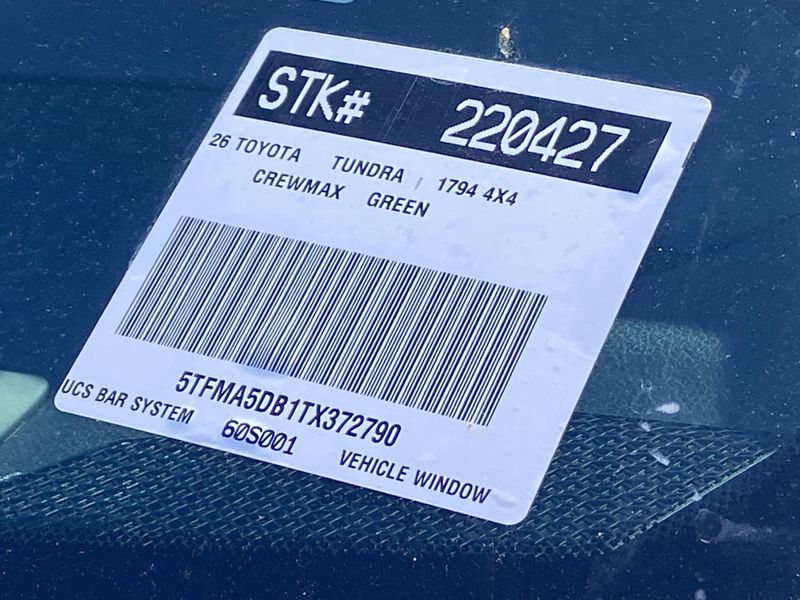 STK# 220427
26 TOYOTA TUNDRA / 1794 4X4
CREWMAX GREEN
5TFMA5DB1TX372790
UCS BAR SYSTEM 60S001 VEHICLE WINDOW